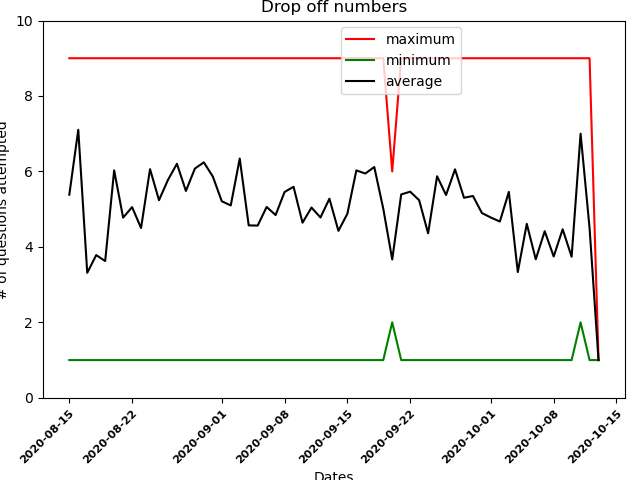 Drop off numbers
maximum
minimum
average
# of questions attempted
10
8
6
4
2
0
2020-08-15
2020-08-22
2020-09-01
2020-09-08
2020-09-15
2020-09-22
2020-10-01
2020-10-08
2020-10-15
Dates